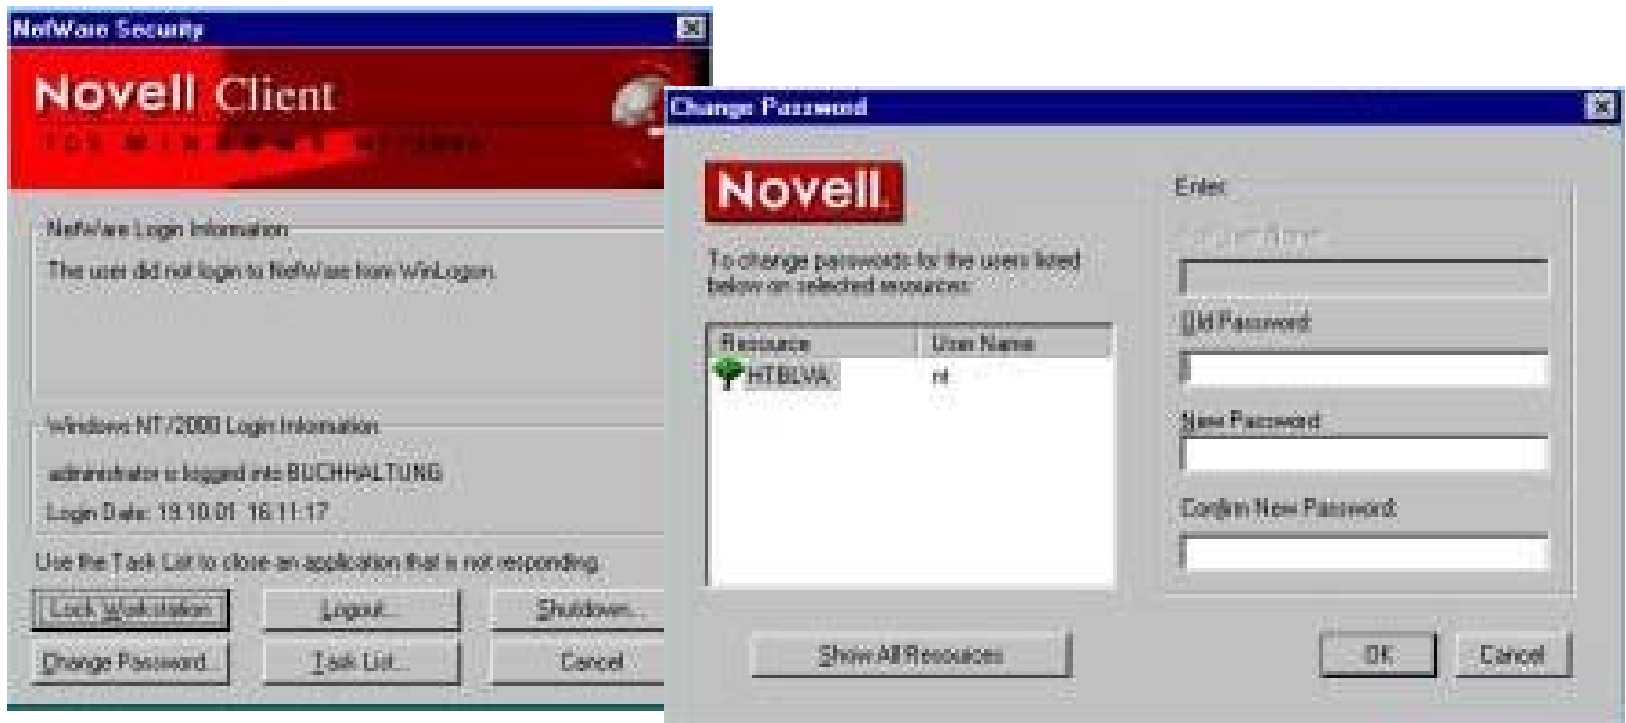 NetWare Security
Novell Client
FOR WINDOWS NT/2000
NetWare Login Information
The user did not login to NetWare from WinLogon.
Windows NT/2000 Login Information
administrator is logged into BUCHHALTUNG
Login Date: 19.10.01 16:11:17
Use the Task List to close an application that is not responding.
Lock Workstation
Logout...
Shutdown...
Change Password...
Task List...
Cancel
Change Password
Novell.
To change passwords for the users listed
below on selected resources:
Resource User Name
HTBLVA nt
Show All Resources
Enter
Old Password:
New Password:
Confirm New Password:
OK
Cancel